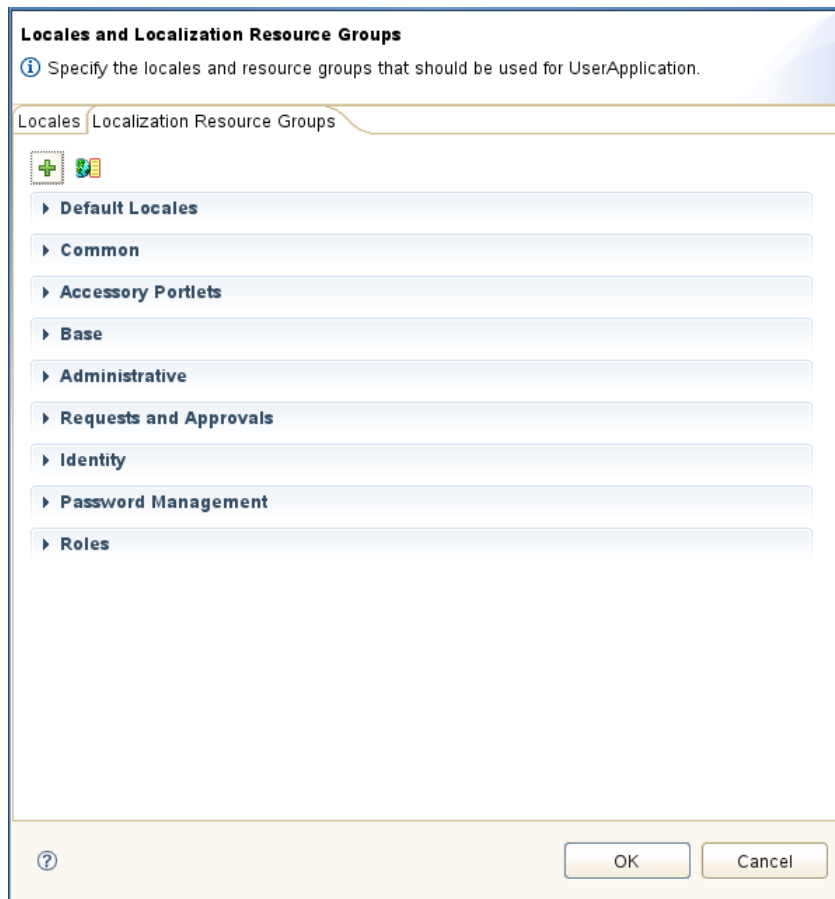 Locales and Localization Resource Groups
Specify the locales and resource groups that should be used for UserApplication.
Locales Localization Resource Groups
Default Locales
Common
Accessory Portlets
Base
Administrative
Requests and Approvals
Identity
Password Management
Roles
OK Cancel